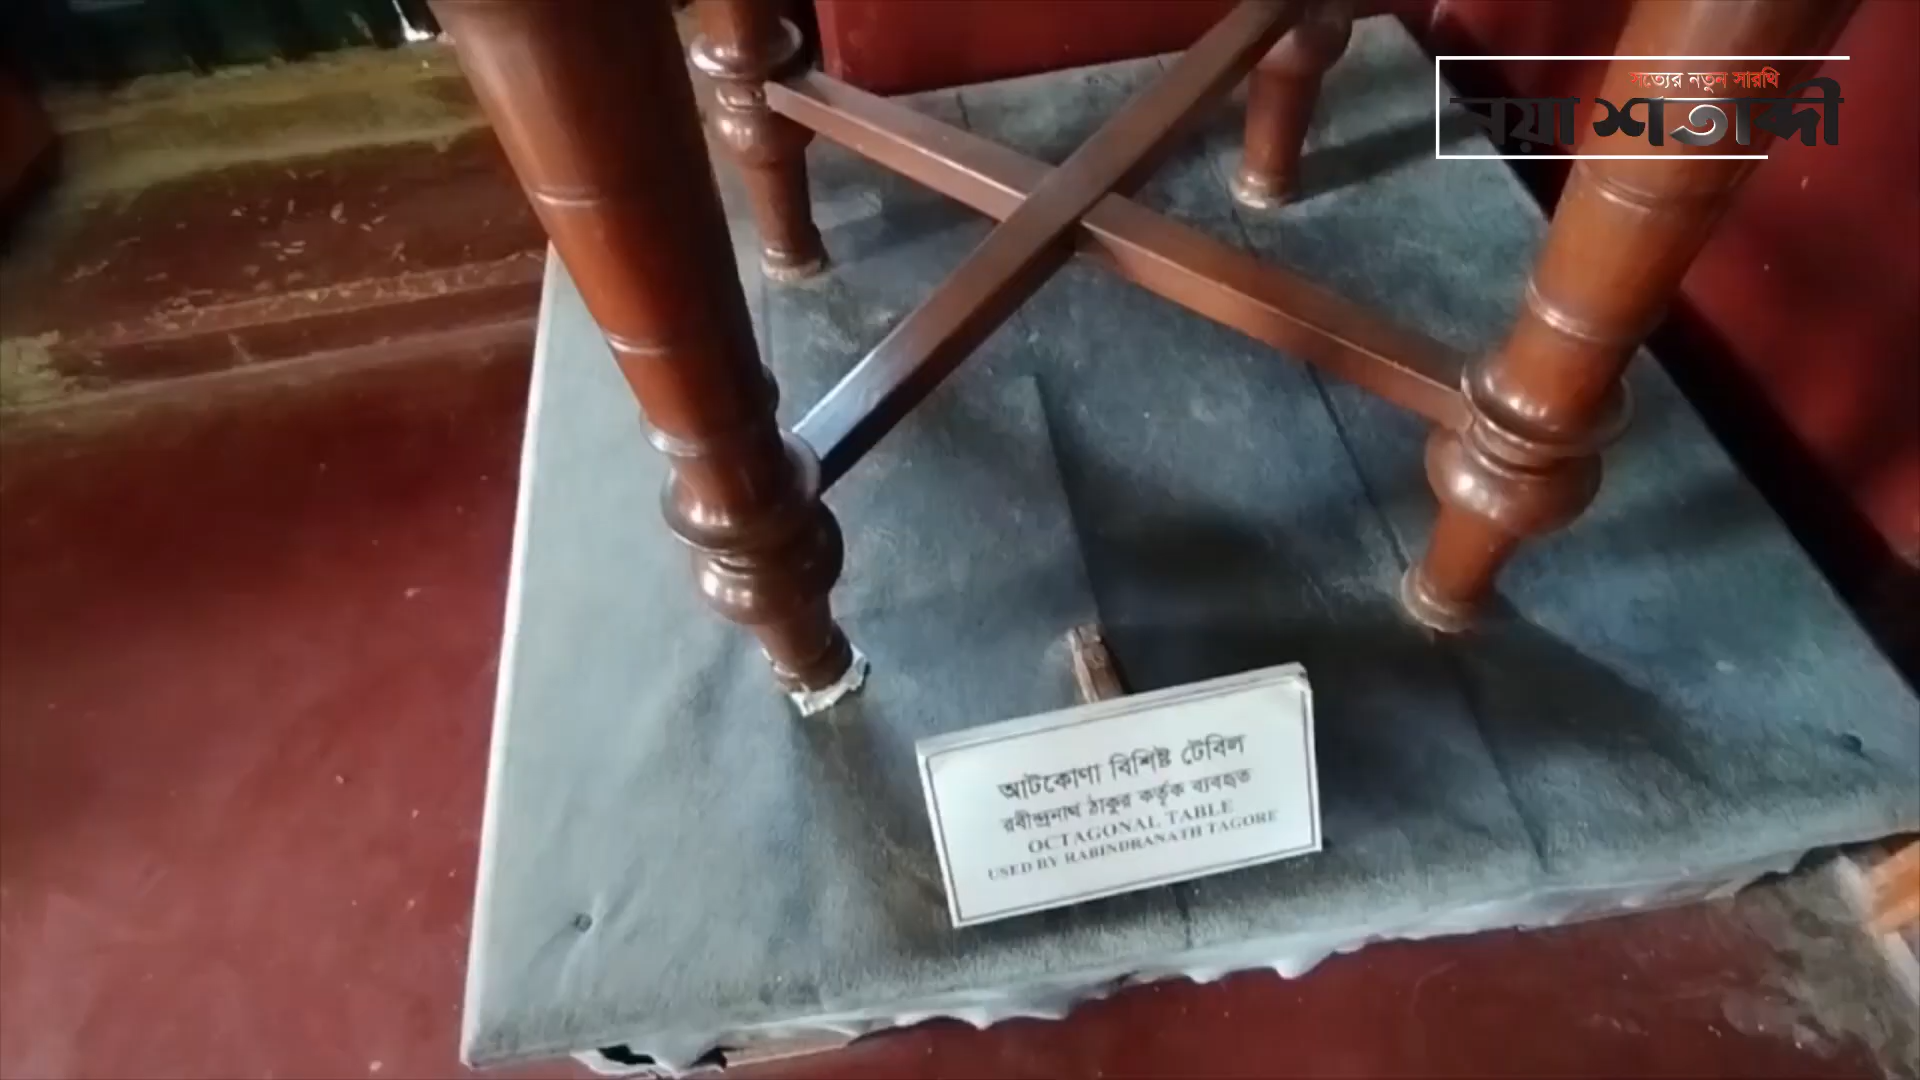 সত্যের নতুন সারথি
নয়া শতাব্দী
আটকোণা বিশিষ্ট টেবিল
রবীন্দ্রনাথ ঠাকুর কর্তৃক ব্যবহৃত
OCTAGONAL TABLE
USED BY RABINDRANATH TAGORE